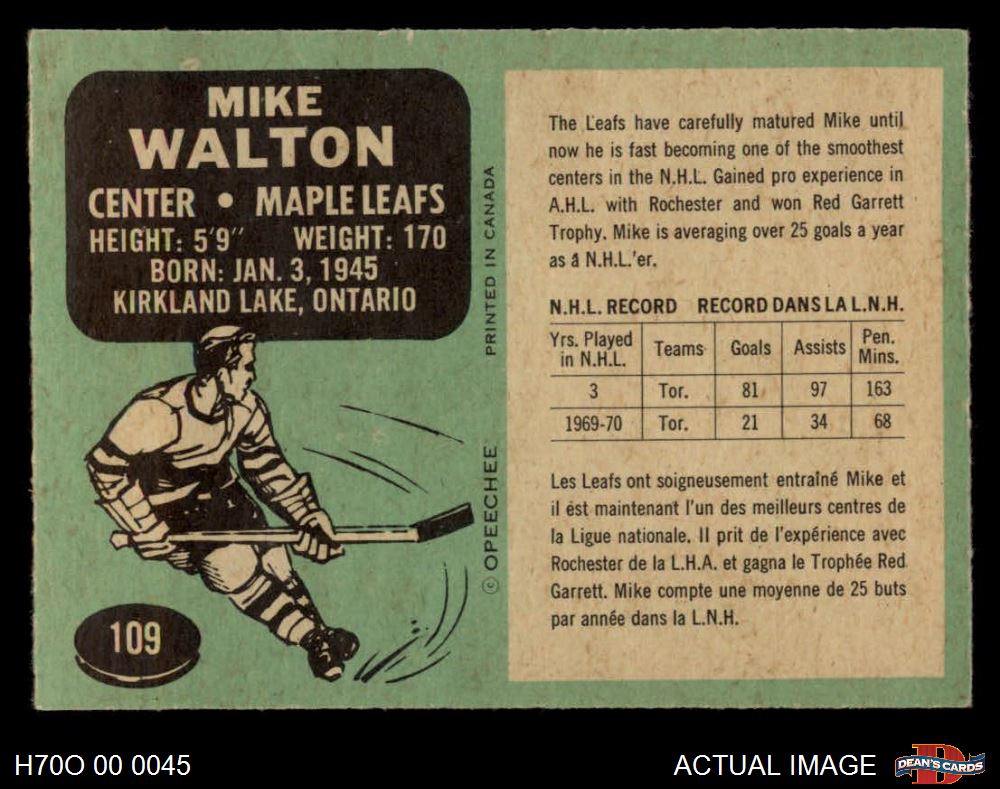 MIKE
WALTON
CENTER • MAPLE LEAFS
HEIGHT: 5'9" WEIGHT: 170
BORN: JAN. 3, 1945
KIRKLAND LAKE, ONTARIO
PRINTED IN CANADA
© OPEECHEE
109
The Leafs have carefully matured Mike until
now he is fast becoming one of the smoothest
centers in the N.H.L. Gained pro experience in
A.H.L. with Rochester and won Red Garrett
Trophy. Mike is averaging over 25 goals a year
as a N.H.L.'er.
N.H.L. RECORD RECORD DANS LA L.N.H.
Yrs. Played in N.H.L. Teams Goals Assists Pen. Mins.
3 Tor. 81 97 163
1969-70 Tor. 21 34 68
Les Leafs ont soigneusement entraîné Mike et
il est maintenant l'un des meilleurs centres de
la Ligue nationale. Il prit de l'expérience avec
Rochester de la L.H.A. et gagna le Trophée Red
Garrett. Mike compte une moyenne de 25 buts
par année dans la L.N.H.
H70O 00 0045
ACTUAL IMAGE
D
DEAN'S CARDS